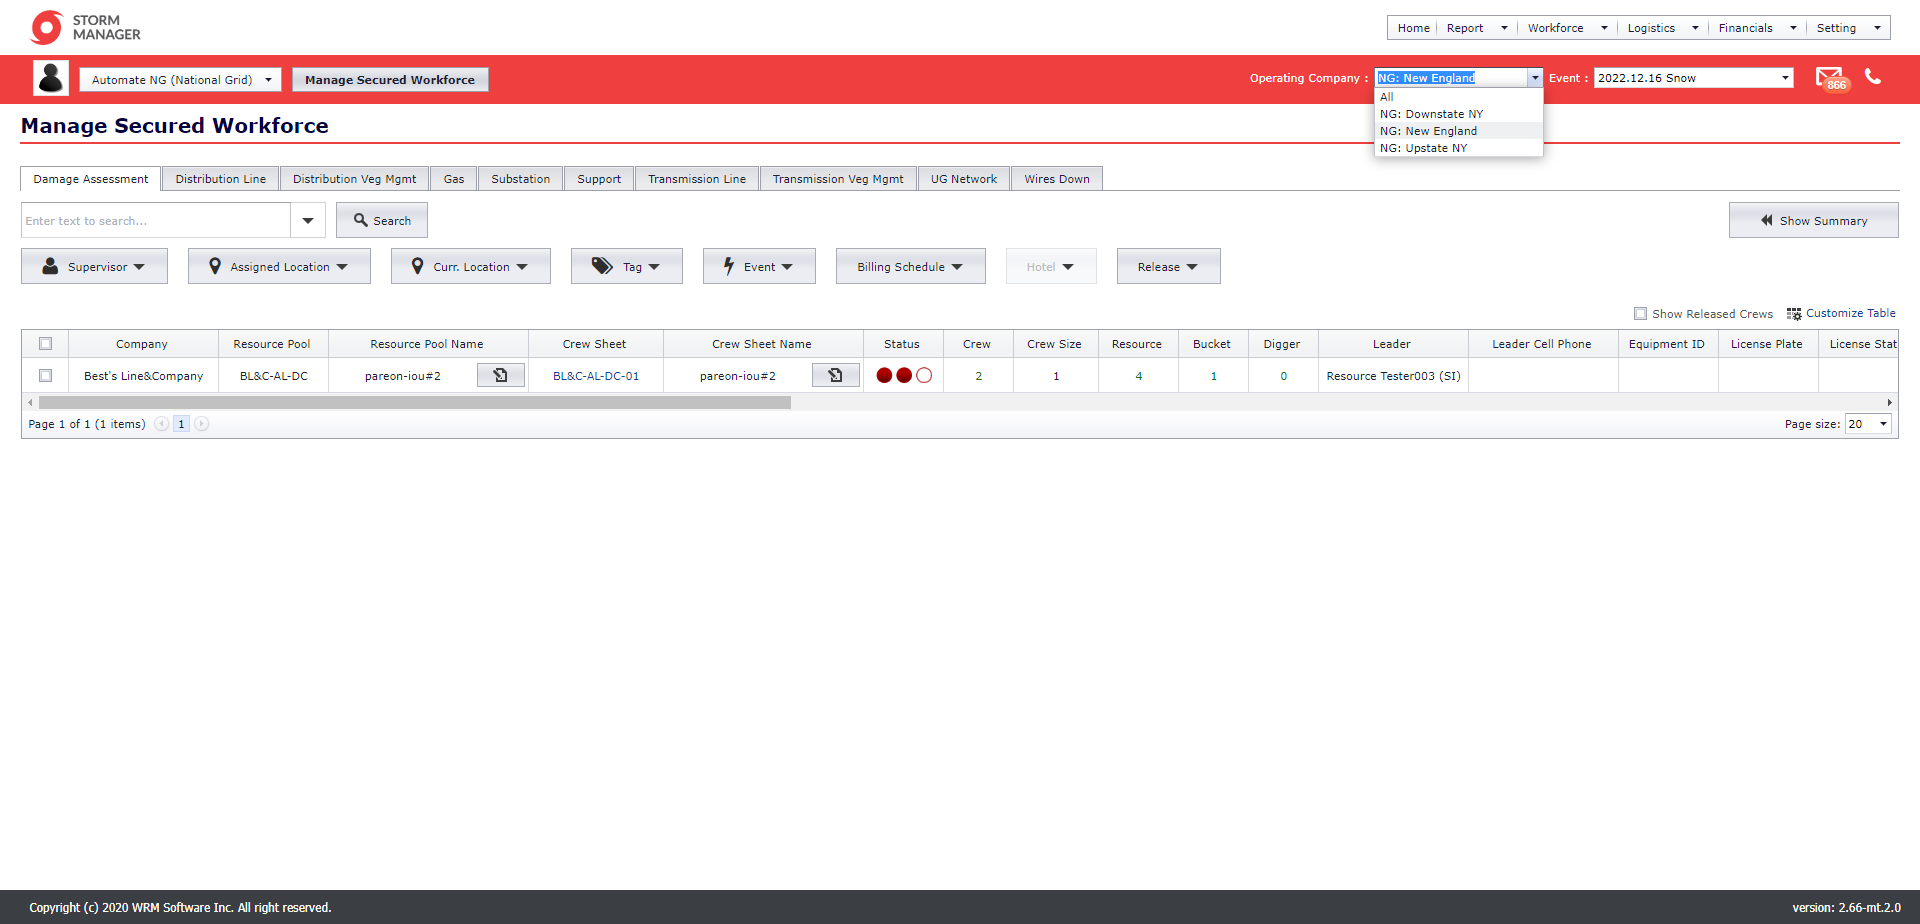 STORM
MANAGER
Home Report Workforce Logistics Financials Setting
Automate NG (National Grid) Manage Secured Workforce Operating Company : NG: New England Event : 2022.12.16 Snow 866
All
NG: Downstate NY
NG: New England
NG: Upstate NY
Manage Secured Workforce
Damage Assessment Distribution Line Distribution Veg Mgmt Gas Substation Support Transmission Line Transmission Veg Mgmt UG Network Wires Down
Enter text to search... Search Show Summary
Supervisor Assigned Location Curr. Location Tag Event Billing Schedule Hotel Release
Show Released Crews Customize Table
Company Resource Pool Resource Pool Name Crew Sheet Crew Sheet Name Status Crew Crew Size Resource Bucket Digger Leader Leader Cell Phone Equipment ID License Plate License Stat
Best's Line&Company BL&C-AL-DC pareon-iou#2 BL&C-AL-DC-01 pareon-iou#2 2 1 4 1 0 Resource Tester003 (SI)
Page 1 of 1 (1 items) 1 Page size: 20
Copyright (c) 2020 WRM Software Inc. All right reserved. version: 2.66-mt.2.0